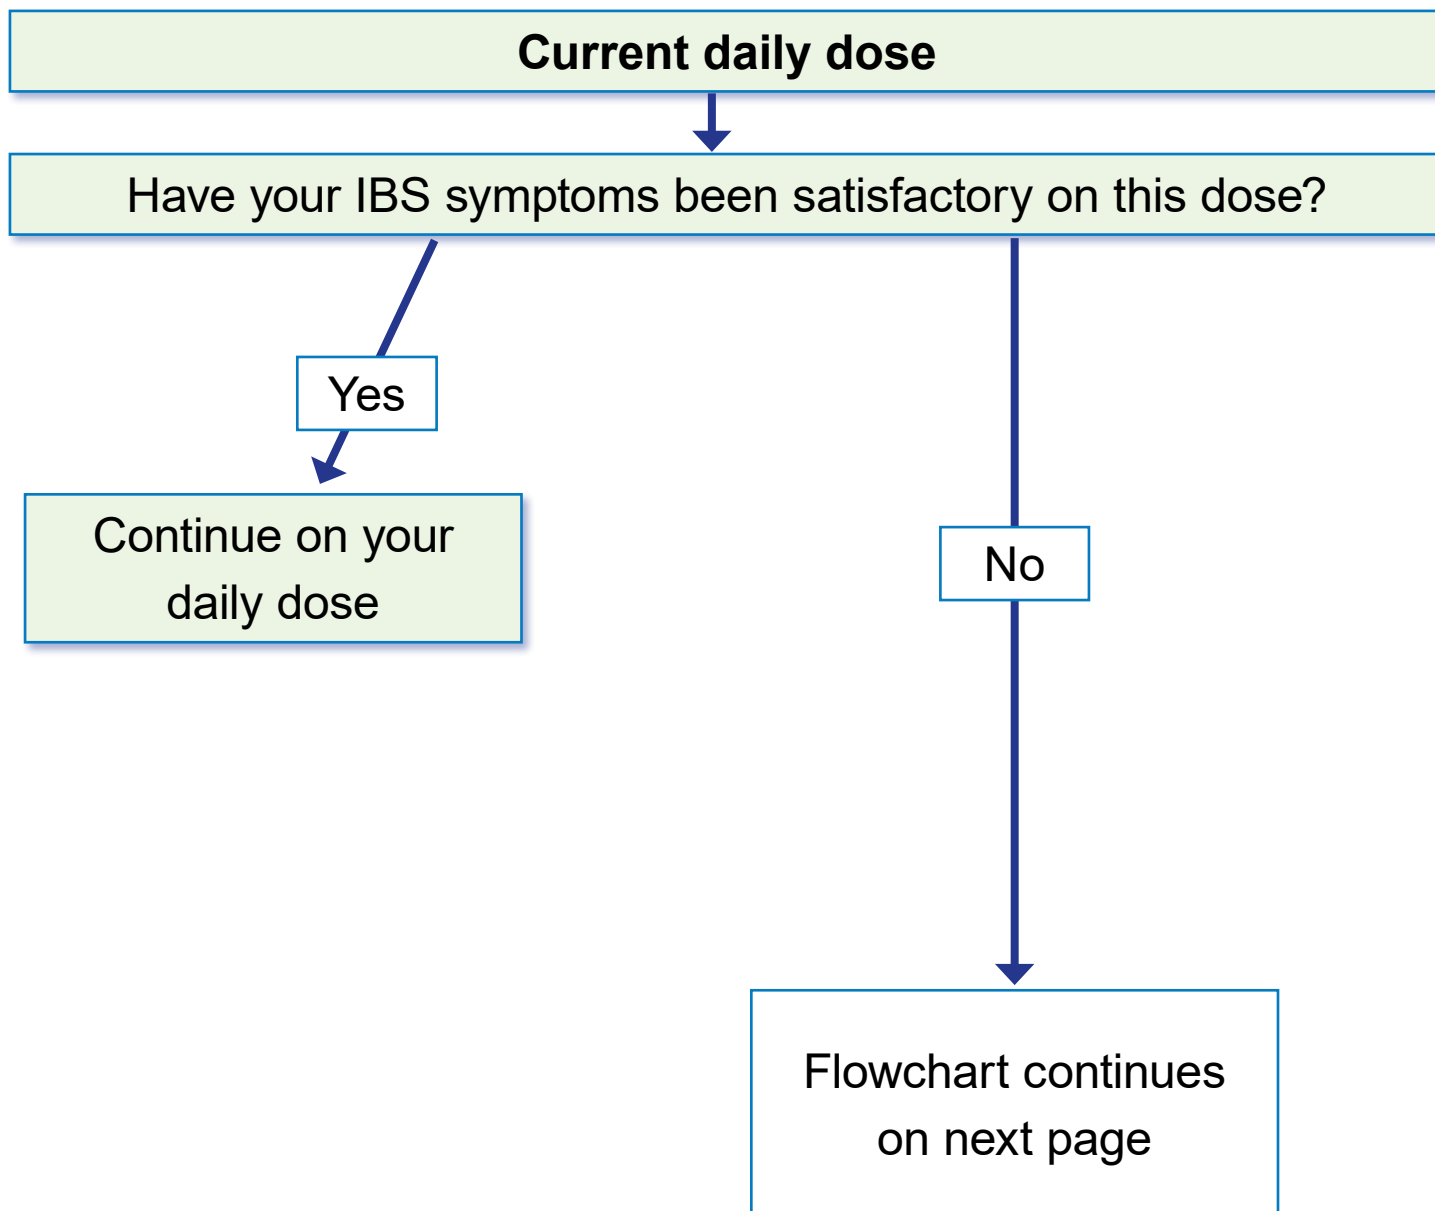 Current daily dose
Have your IBS symptoms been satisfactory on this dose?
Yes
Continue on your
daily dose
No
Flowchart continues
on next page